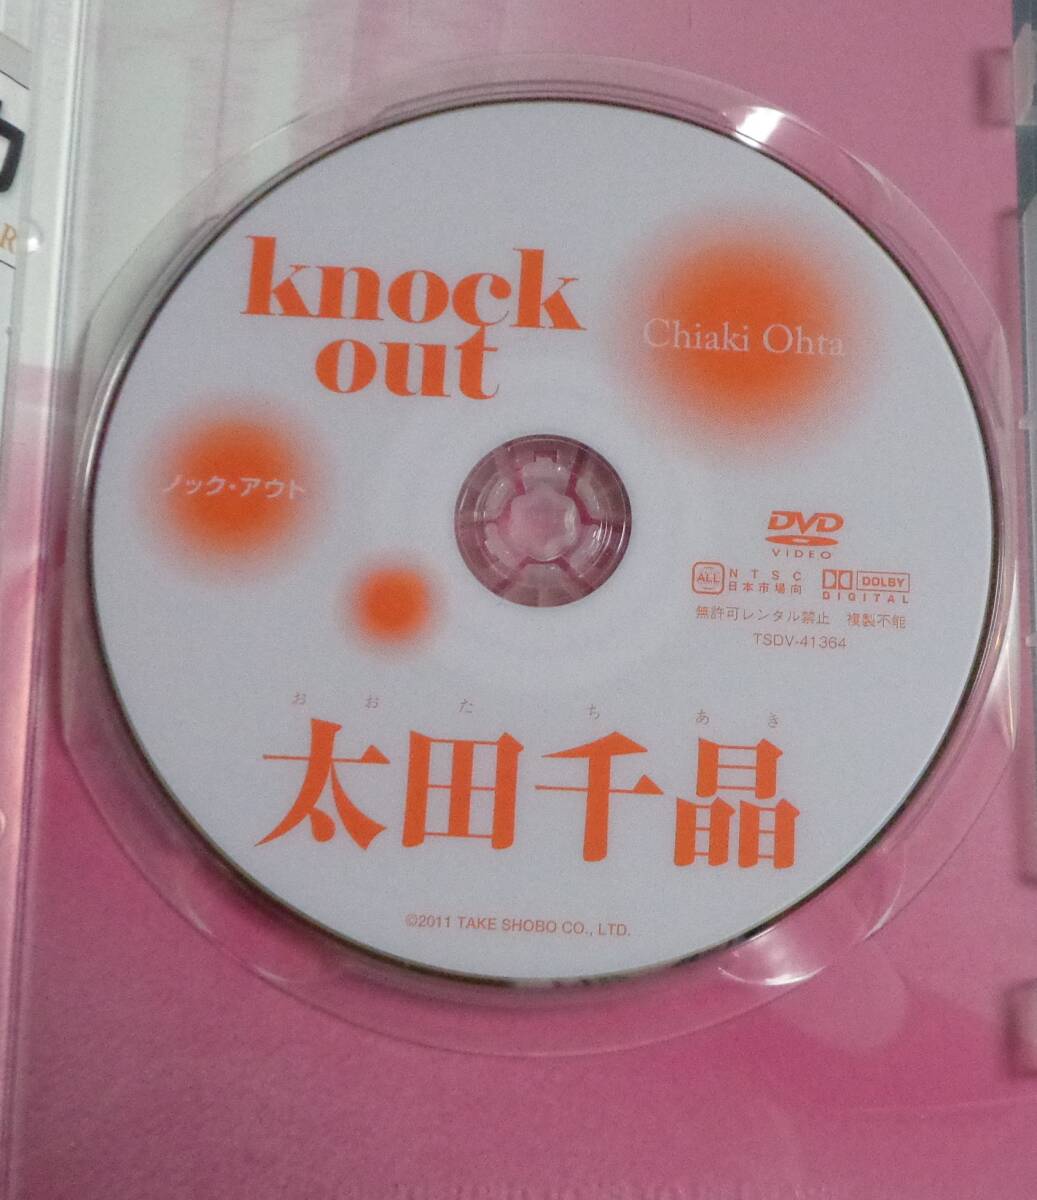 knock
out
Chiaki Ohta
ノック・アウト
DVD
VIDEO
ALL
NTSC
日本市場向
DOLBY
DIGITAL
無許可レンタル禁止 複製不能
TSDV-41364
おおたちあき
太田千晶
©2011 TAKE SHOBO CO., LTD.
R